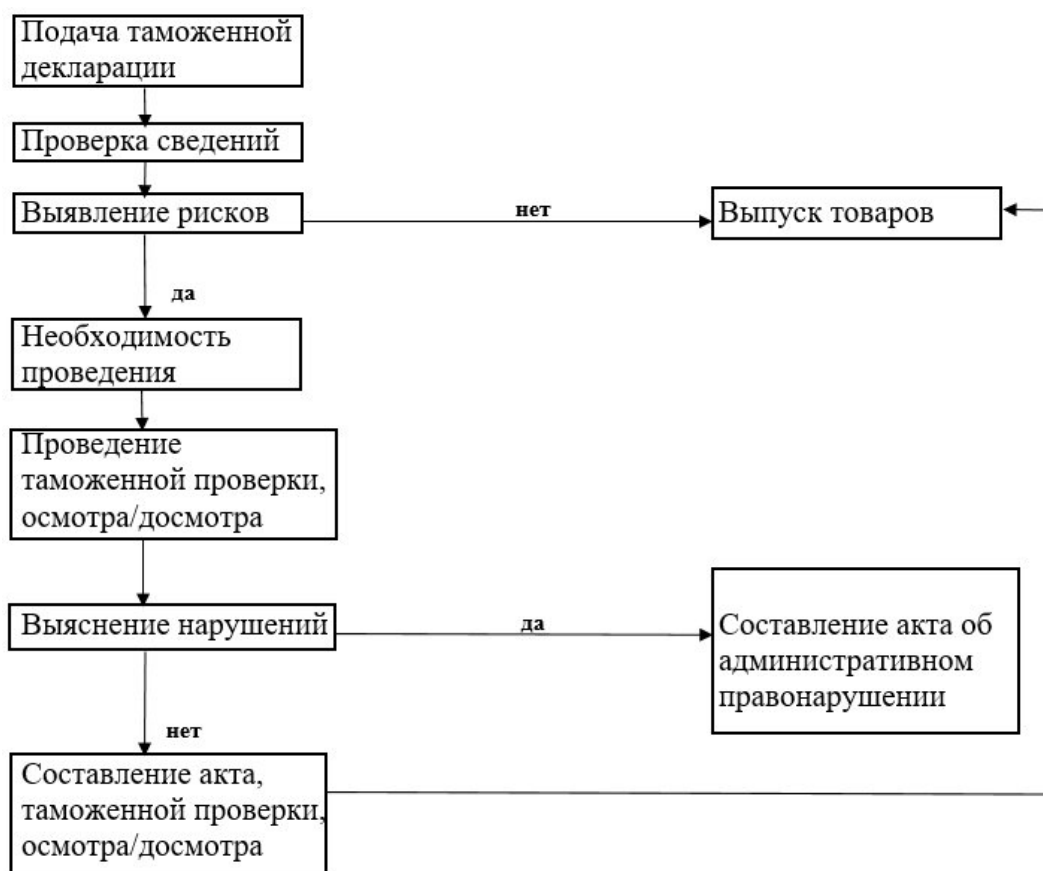 Подача таможенной
декларации
Проверка сведений
Выявление рисков
нет
Выпуск товаров
да
Необходимость
проведения
Проведение
таможенной проверки,
осмотра/досмотра
Выяснение нарушений
да
Составление акта об
административном
правонарушении
нет
Составление акта,
таможенной проверки,
осмотра/досмотра